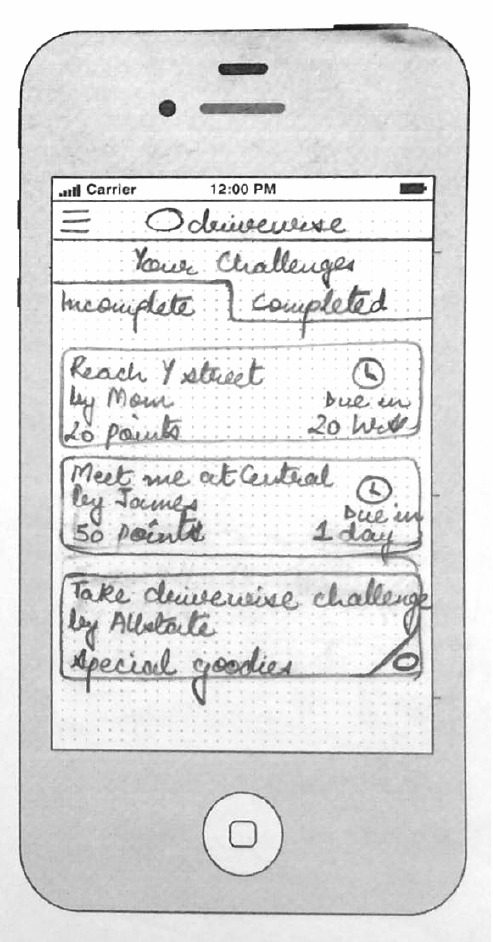 Carrier 12:00 PM
drivewise
Your Challenges
Incomplete Completed
Reach Y street
by Mom
20 points
Due in
20 hrs
Meet me at Central
by James
50 points
Due in
1 day
Take drivewise challenge
by Allstate
special goodies